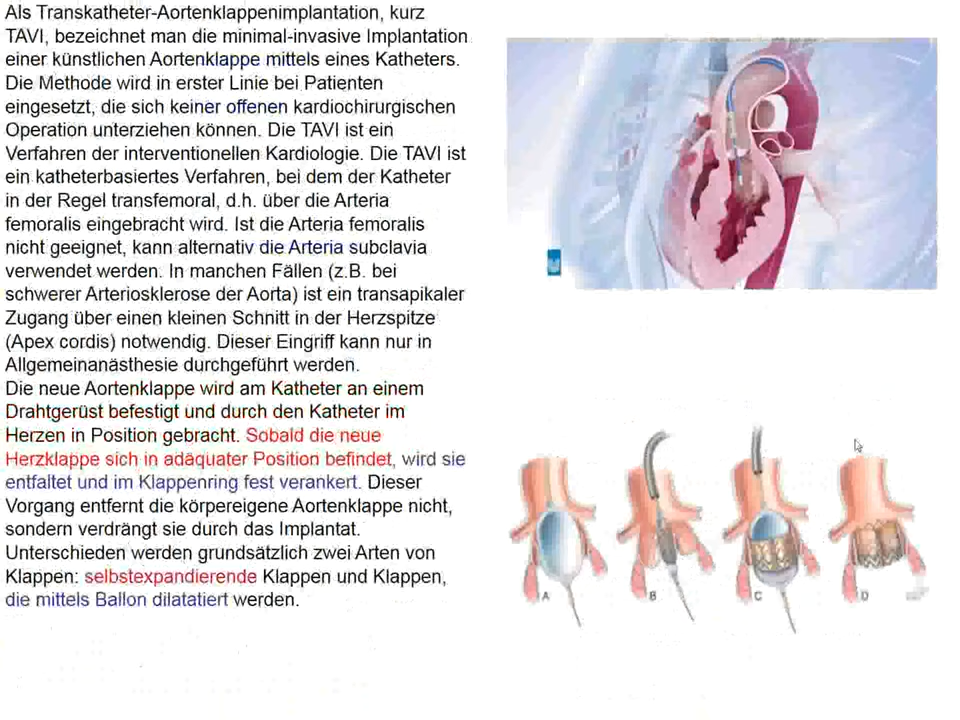 Als Transkatheter-Aortenklappenimplantation, kurz
TAVI, bezeichnet man die minimal-invasive Implantation
einer künstlichen Aortenklappe mittels eines Katheters.
Die Methode wird in erster Linie bei Patienten
eingesetzt, die sich keiner offenen kardiochirurgischen
Operation unterziehen können. Die TAVI ist ein
Verfahren der interventionellen Kardiologie. Die TAVI ist
ein katheterbasiertes Verfahren, bei dem der Katheter
in der Regel transfemoral, d.h. über die Arteria
femoralis eingebracht wird. Ist die Arteria femoralis
nicht geeignet, kann alternativ die Arteria subclavia
verwendet werden. In manchen Fällen (z.B. bei
schwerer Arteriosklerose der Aorta) ist ein transapikaler
Zugang über einen kleinen Schnitt in der Herzspitze
(Apex cordis) notwendig. Dieser Eingriff kann nur in
Allgemeinanästhesie durchgeführt werden.
Die neue Aortenklappe wird am Katheter an einem
Drahtgerüst befestigt und durch den Katheter im
Herzen in Position gebracht. Sobald die neue
Herzklappe sich in adäquater Position befindet, wird sie
entfaltet und im Klappenring fest verankert. Dieser
Vorgang entfernt die körpereigene Aortenklappe nicht,
sondern verdrängt sie durch das Implantat.
Unterschieden werden grundsätzlich zwei Arten von
Klappen: selbstexpandierende Klappen und Klappen,
die mittels Ballon dilatatiert werden.
A B C D